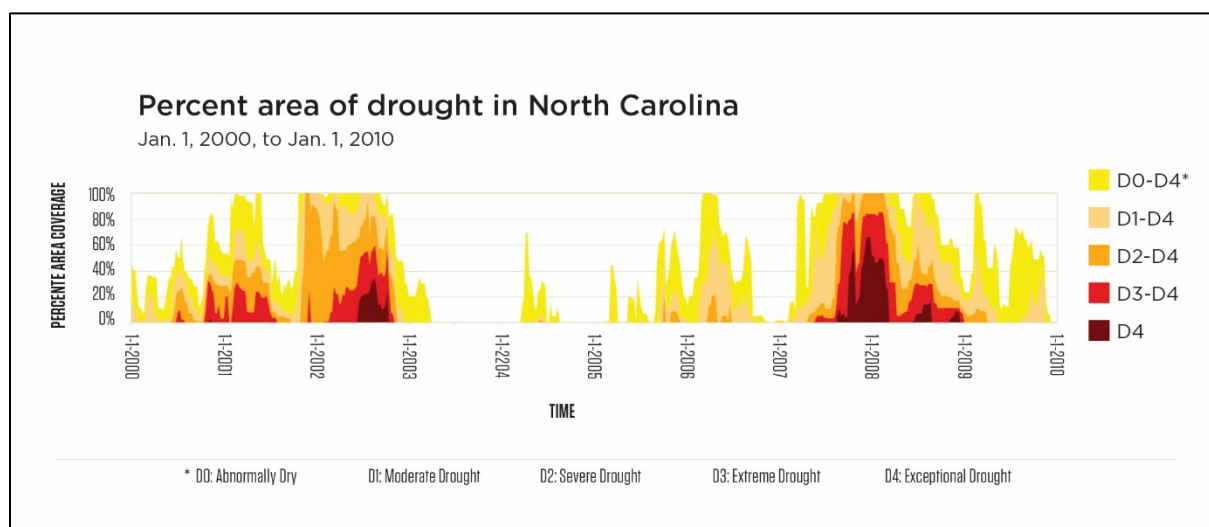 Percent area of drought in North Carolina
Jan. 1, 2000, to Jan. 1, 2010
PERCENTE AREA COVERAGE
100%
80%
60%
40%
20%
0%
D0-D4*
D1-D4
D2-D4
D3-D4
D4
1-1-2000
1-1-2001
1-1-2002
1-1-2003
1-1-2204
1-1-2005
1-1-2006
1-1-2007
1-1-2008
1-1-2009
1-1-2010
TIME
* D0: Abnormally Dry D1: Moderate Drought D2: Severe Drought D3: Extreme Drought D4: Exceptional Drought